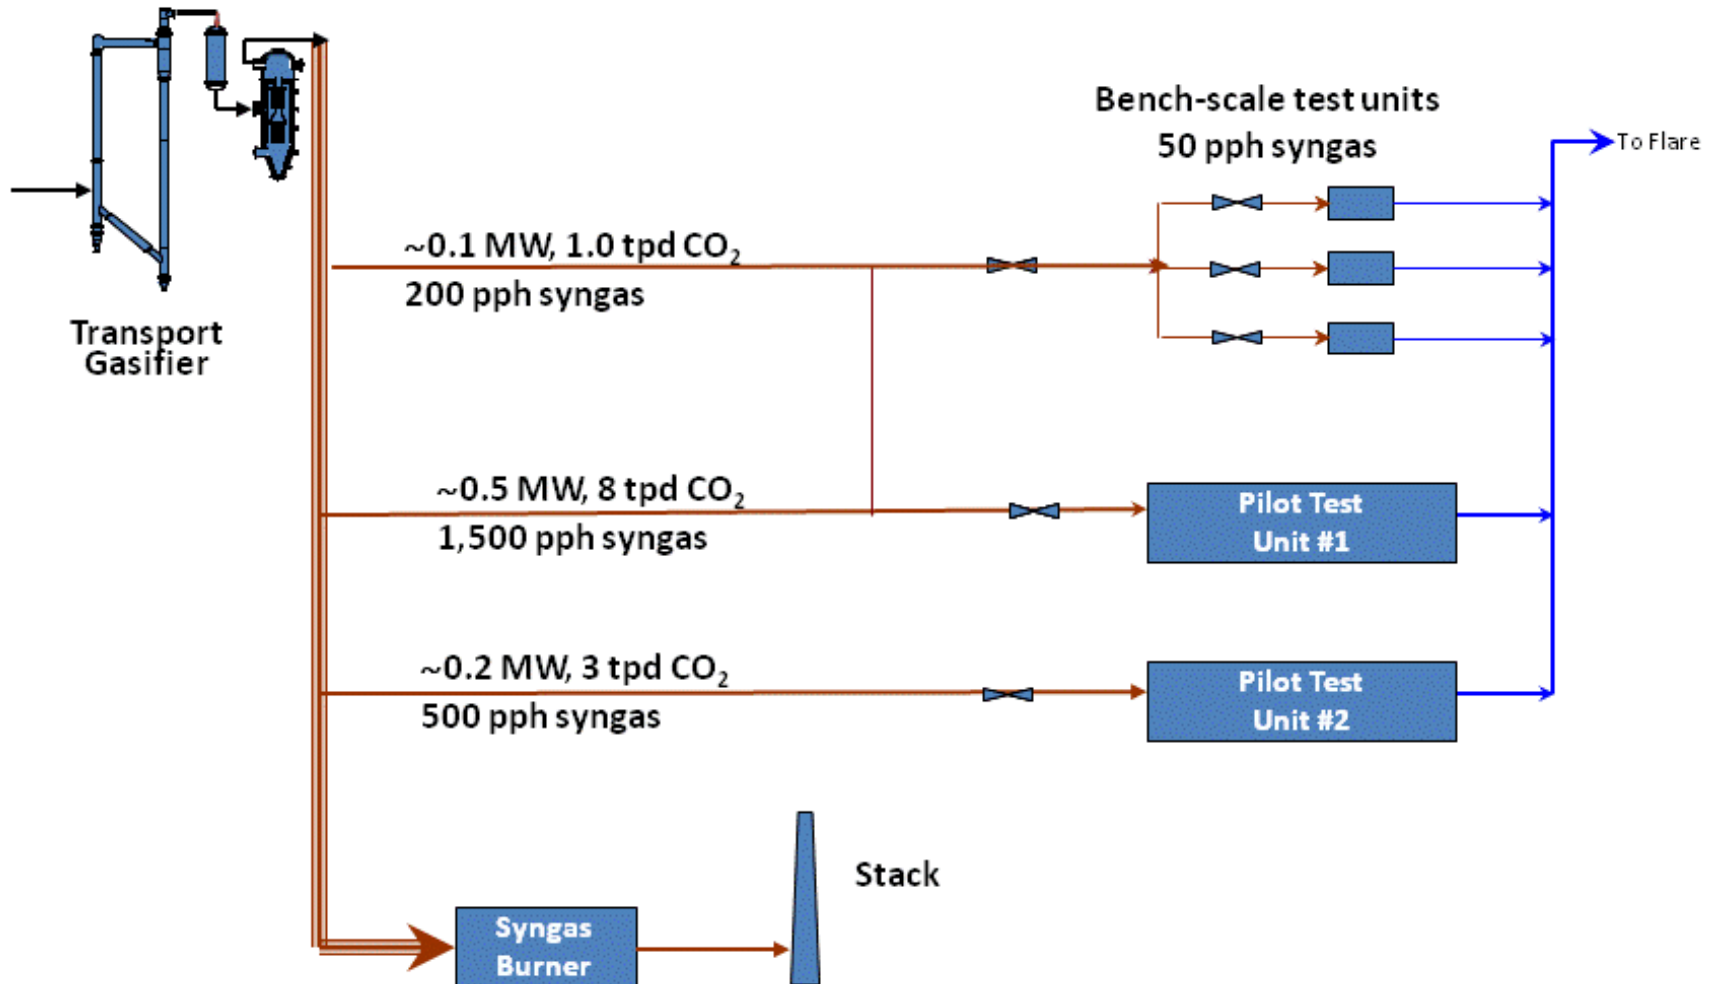 Bench-scale test units
50 pph syngas
To Flare
~0.1 MW, 1.0 tpd CO₂
200 pph syngas
Transport
Gasifier
~0.5 MW, 8 tpd CO₂
1,500 pph syngas
Pilot Test
Unit #1
~0.2 MW, 3 tpd CO₂
500 pph syngas
Pilot Test
Unit #2
Stack
Syngas
Burner